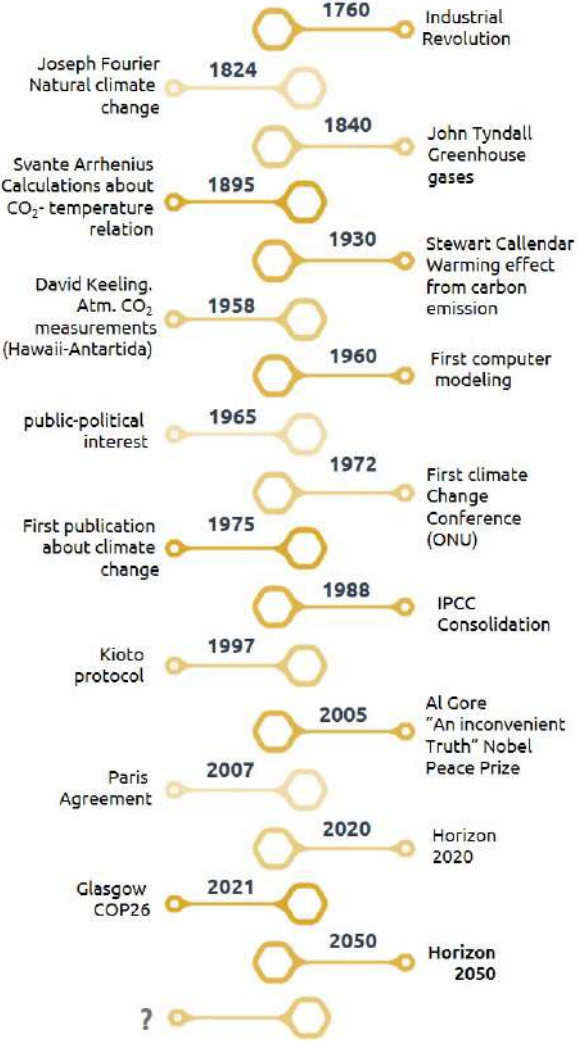 1760
Industrial
Revolution
Joseph Fourier
Natural climate
change
1824
1840
John Tyndall
Greenhouse
gases
Svante Arrhenius
Calculations about
CO₂- temperature
relation
1895
1930
Stewart Callendar
Warming effect
from carbon
emission
David Keeling.
Atm. CO₂
measurements
(Hawaii-Antartida)
1958
1960
First computer
modeling
public-political
interest
1965
1972
First climate
Change
Conference
(ONU)
First publication
about climate
change
1975
1988
IPCC
Consolidation
Kioto
protocol
1997
2005
Al Gore
"An inconvenient
Truth" Nobel
Peace Prize
Paris
Agreement
2007
2020
Horizon
2020
Glasgow
COP26
2021
2050
Horizon
2050
?